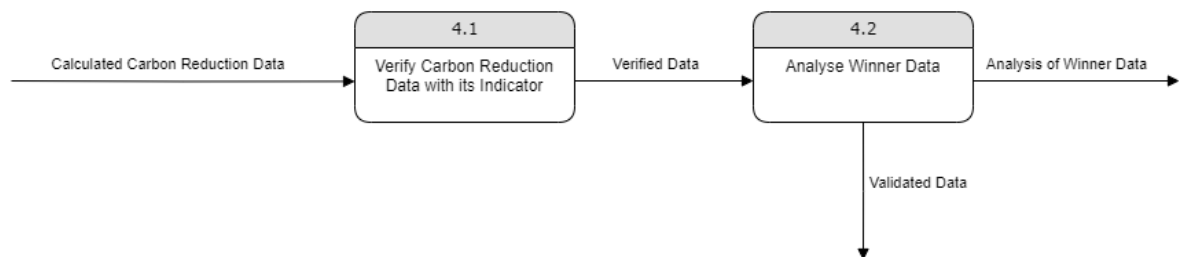 4.1
4.2
Calculated Carbon Reduction Data
Verify Carbon Reduction
Data with its Indicator
Verified Data
Analyse Winner Data
Analysis of Winner Data
Validated Data